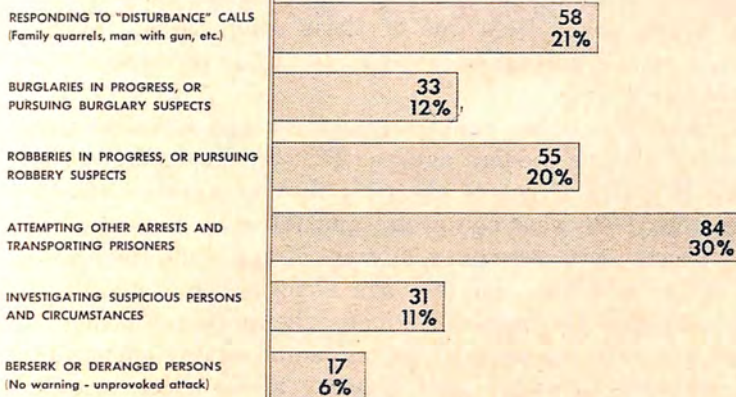 RESPONDING TO "DISTURBANCE" CALLS
(Family quarrels, man with gun, etc.)
58
21%
BURGLARIES IN PROGRESS, OR
PURSUING BURGLARY SUSPECTS
33
12%
ROBBERIES IN PROGRESS, OR PURSUING
ROBBERY SUSPECTS
55
20%
ATTEMPTING OTHER ARRESTS AND
TRANSPORTING PRISONERS
84
30%
INVESTIGATING SUSPICIOUS PERSONS
AND CIRCUMSTANCES
31
11%
BERSERK OR DERANGED PERSONS
(No warning - unprovoked attack)
17
6%